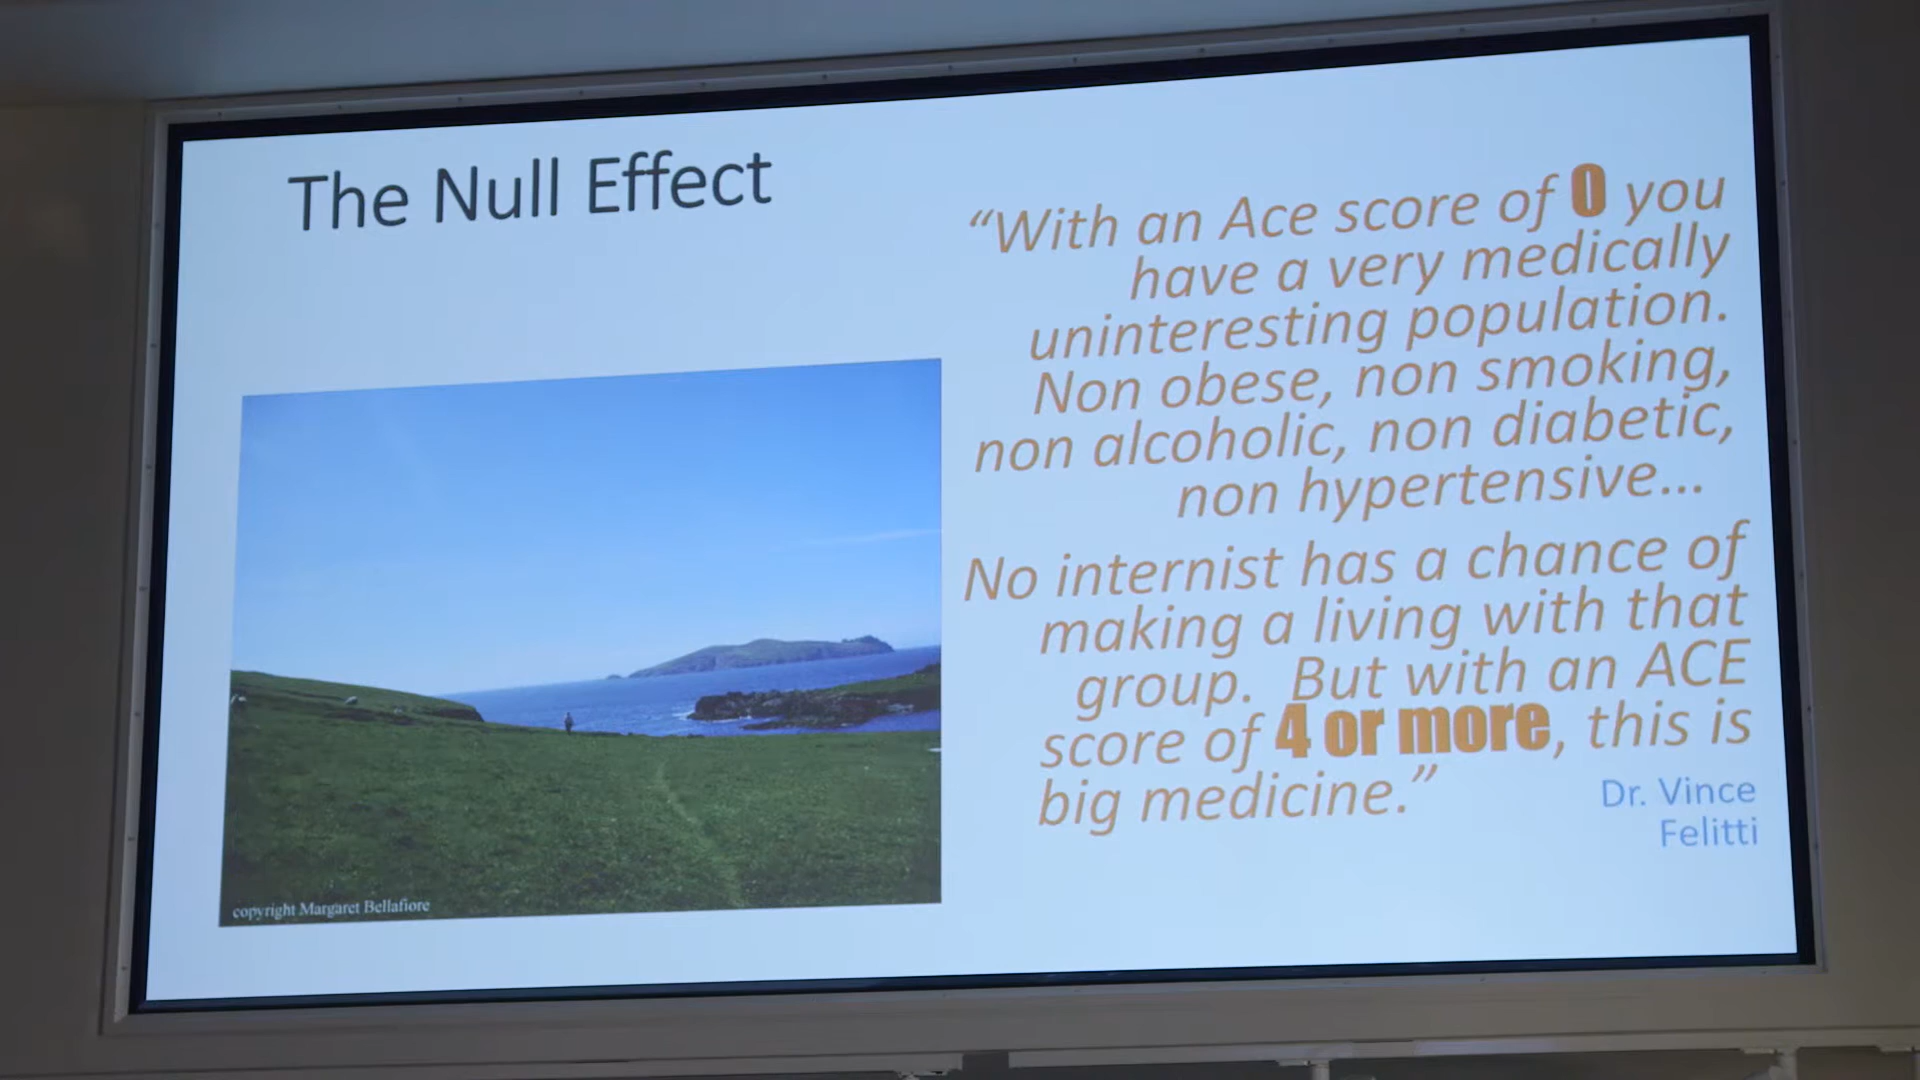 The Null Effect
“With an Ace score of 0 you
have a very medically
uninteresting population.
Non obese, non smoking,
non alcoholic, non diabetic,
non hypertensive...
No internist has a chance of
making a living with that
group.  But with an ACE
score of 4 or more, this is
big medicine.”
Dr. Vince
Felitti
copyright Margaret Bellafiore